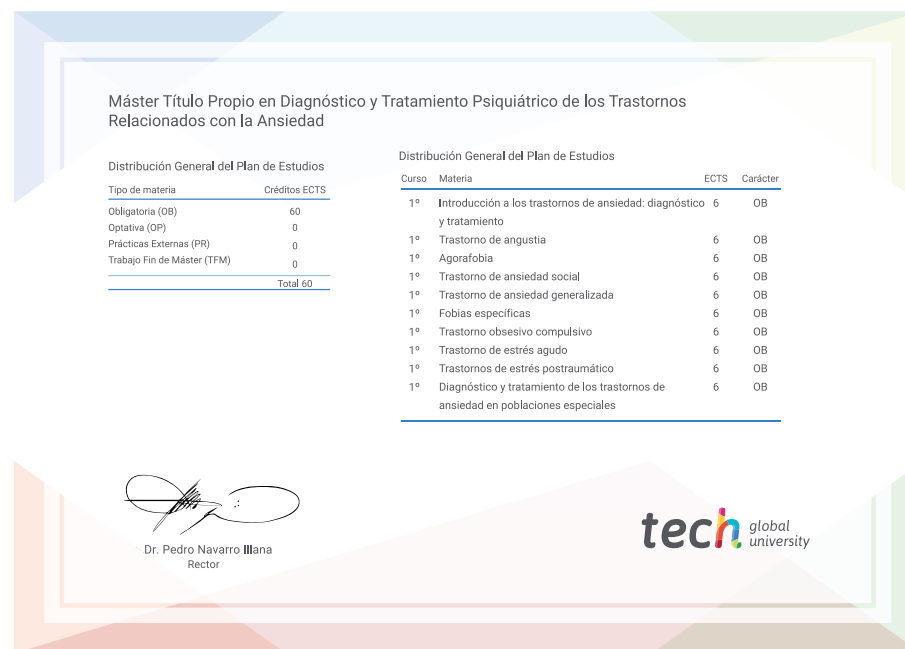 Máster Título Propio en Diagnóstico y Tratamiento Psiquiátrico de los Trastornos
Relacionados con la Ansiedad
Distribución General del Plan de Estudios
Tipo de materia Créditos ECTS
Obligatoria (OB) 60
Optativa (OP) 0
Prácticas Externas (PR) 0
Trabajo Fin de Máster (TFM) 0
Total 60
Distribución General del Plan de Estudios
Curso Materia ECTS Carácter
1º Introducción a los trastornos de ansiedad: diagnóstico 6 OB
y tratamiento
1º Trastorno de angustia 6 OB
1º Agorafobia 6 OB
1º Trastorno de ansiedad social 6 OB
1º Trastorno de ansiedad generalizada 6 OB
1º Fobias específicas 6 OB
1º Trastorno obsesivo compulsivo 6 OB
1º Trastorno de estrés agudo 6 OB
1º Trastornos de estrés postraumático 6 OB
1º Diagnóstico y tratamiento de los trastornos de 6 OB
ansiedad en poblaciones especiales
Dr. Pedro Navarro Illana
Rector
tech global
university